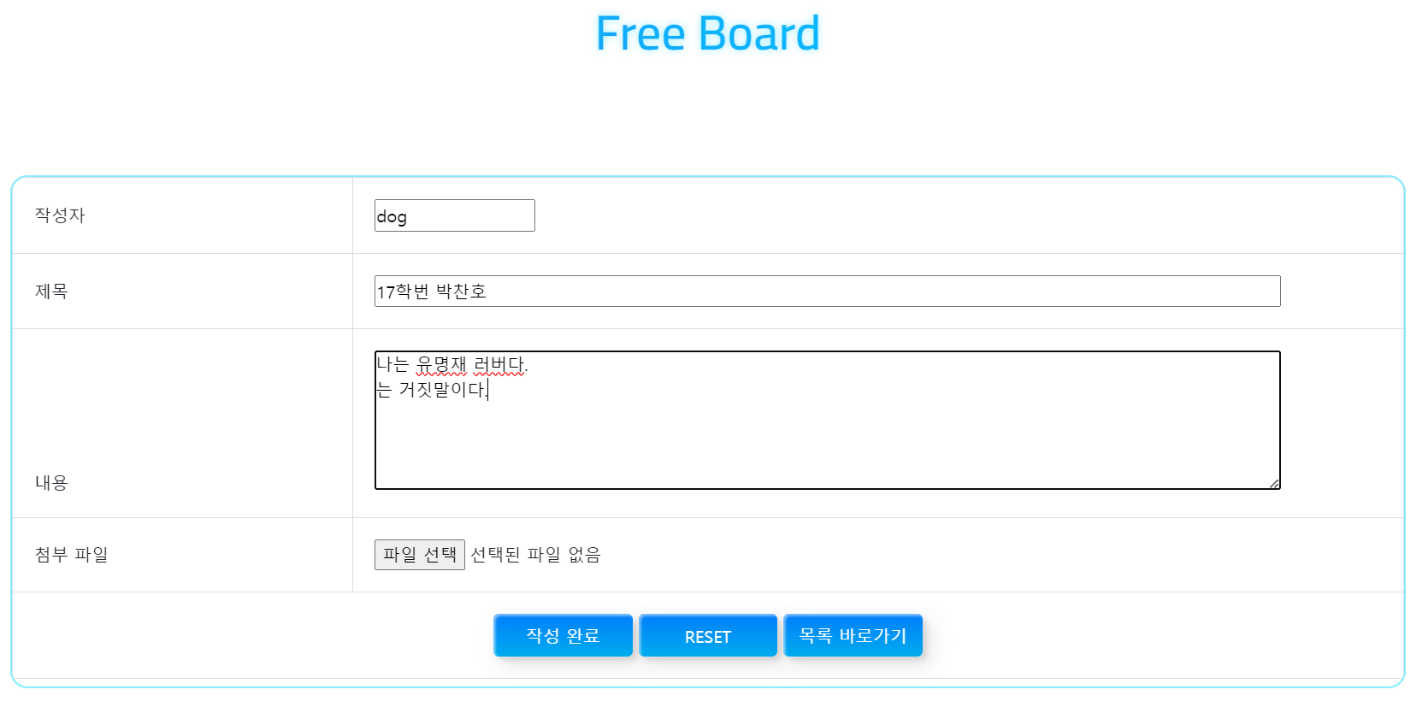 Free Board
작성자
dog
제목
17학번 박찬호
나는 유명재 러버다.
는 거짓말이다.
내용
첨부 파일
파일 선택 선택된 파일 없음
작성 완료 RESET 목록 바로가기